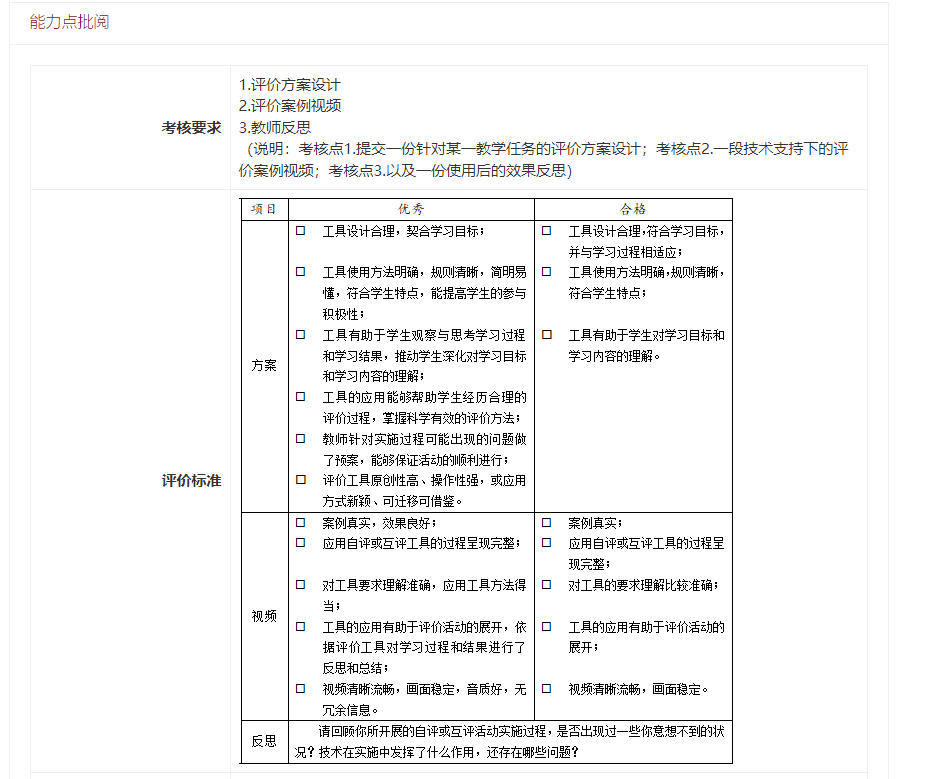 能力点批阅
考核要求
1.评价方案设计
2.评价案例视频
3.教师反思
（说明：考核点1.提交一份针对某一教学任务的评价方案设计；考核点2.一段技术支持下的评
价案例视频；考核点3.以及一份使用后的效果反思）
评价标准
项目
优秀
合格
方案
□ 工具设计合理，契合学习目标；
□ 工具使用方法明确，规则清晰，简明易
懂，符合学生特点，能提高学生的参与
积极性；
□ 工具有助于学生观察与思考学习过程
和学习结果，推动学生深化对学习目标
和学习内容的理解；
□ 工具的应用能够帮助学生经历合理的
评价过程，掌握科学有效的评价方法；
□ 教师针对实施过程可能出现的问题做
了预案，能够保证活动的顺利进行；
□ 评价工具原创性高、操作性强，或应用
方式新颖、可迁移可借鉴。
□ 工具设计合理，符合学习目标，
并与学习过程相适应；
□ 工具使用方法明确，规则清晰，
符合学生特点；
□ 工具有助于学生对学习目标和
学习内容的理解。
视频
□ 案例真实，效果良好；
□ 应用自评或互评工具的过程呈现完整；
□ 对工具要求理解准确，应用工具方法得
当；
□ 工具的应用有助于评价活动的展开，依
据评价工具对学习过程和结果进行了
反思和总结；
□ 视频清晰流畅，画面稳定，音质好，无
冗余信息。
□ 案例真实；
□ 应用自评或互评工具的过程呈
现完整；
□ 对工具的要求理解比较准确；
□ 工具的应用有助于评价活动的
展开；
□ 视频清晰流畅，画面稳定。
反思
请回顾你所开展的自评或互评活动实施过程，是否出现过一些你意想不到的状
况？技术在实施中发挥了什么作用，还存在哪些问题？